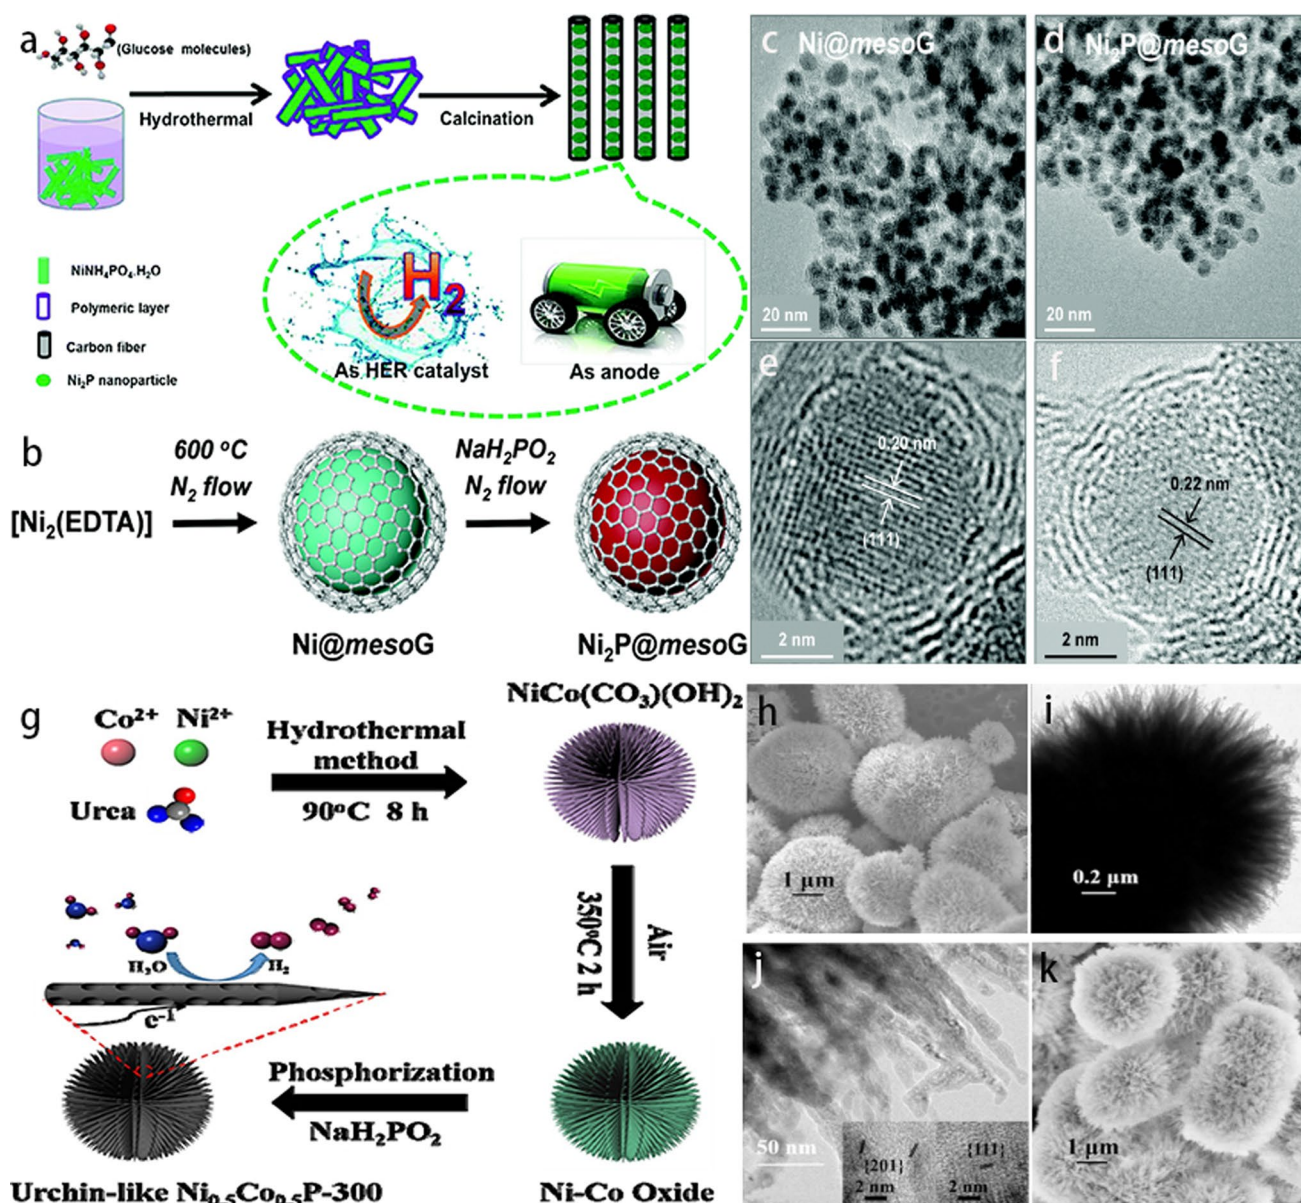 a
(Glucose molecules)
Hydrothermal
Calcination
NiNH₄PO₄.H₂O
Polymeric layer
Carbon fiber
Ni₂P nanoparticle
H₂
As HER catalyst
As anode
b
600 °C
N₂ flow
NaH₂PO₂
N₂ flow
[Ni₂(EDTA)]
Ni@mesoG
Ni₂P@mesoG
c
Ni@mesoG
20 nm
d
Ni₂P@mesoG
20 nm
e
0.20 nm
(111)
2 nm
f
0.22 nm
(111)
2 nm
g
Co²⁺
Ni²⁺
Urea
Hydrothermal
method
90°C 8 h
NiCo(CO₃)(OH)₂
Air
350°C 2 h
H₃O
H₂
e⁻¹
Phosphorization
NaH₂PO₂
Urchin-like Ni₀.₅Co₀.₅P-300
Ni-Co Oxide
h
1 μm
i
0.2 μm
j
50 nm
{201}
2 nm
{111}
2 nm
k
1 μm